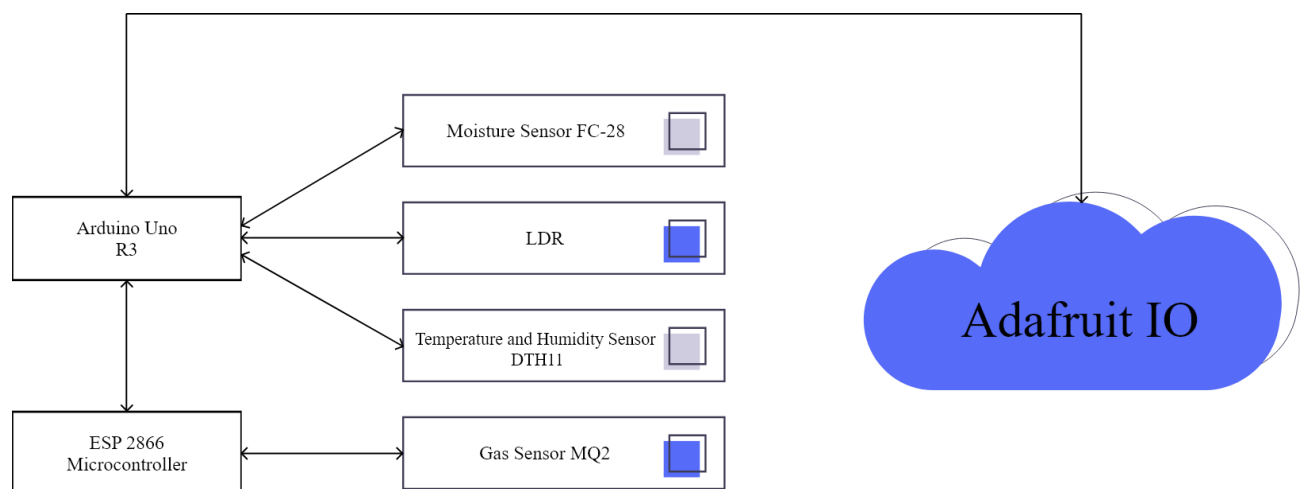 Moisture Sensor FC-28
Arduino Uno
R3
LDR
Temperature and Humidity Sensor
DTH11
Adafruit IO
ESP 2866
Microcontroller
Gas Sensor MQ2